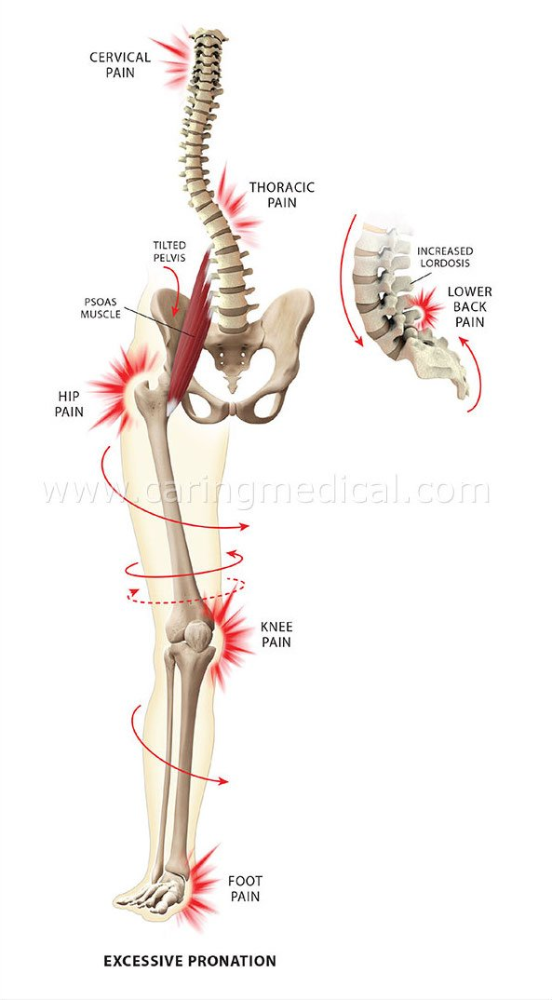 CERVICAL
PAIN
THORACIC
PAIN
TILTED
PELVIS
INCREASED
LORDOSIS
PSOAS
MUSCLE
LOWER
BACK
PAIN
HIP
PAIN
www.caringmedical.com
KNEE
PAIN
FOOT
PAIN
EXCESSIVE PRONATION